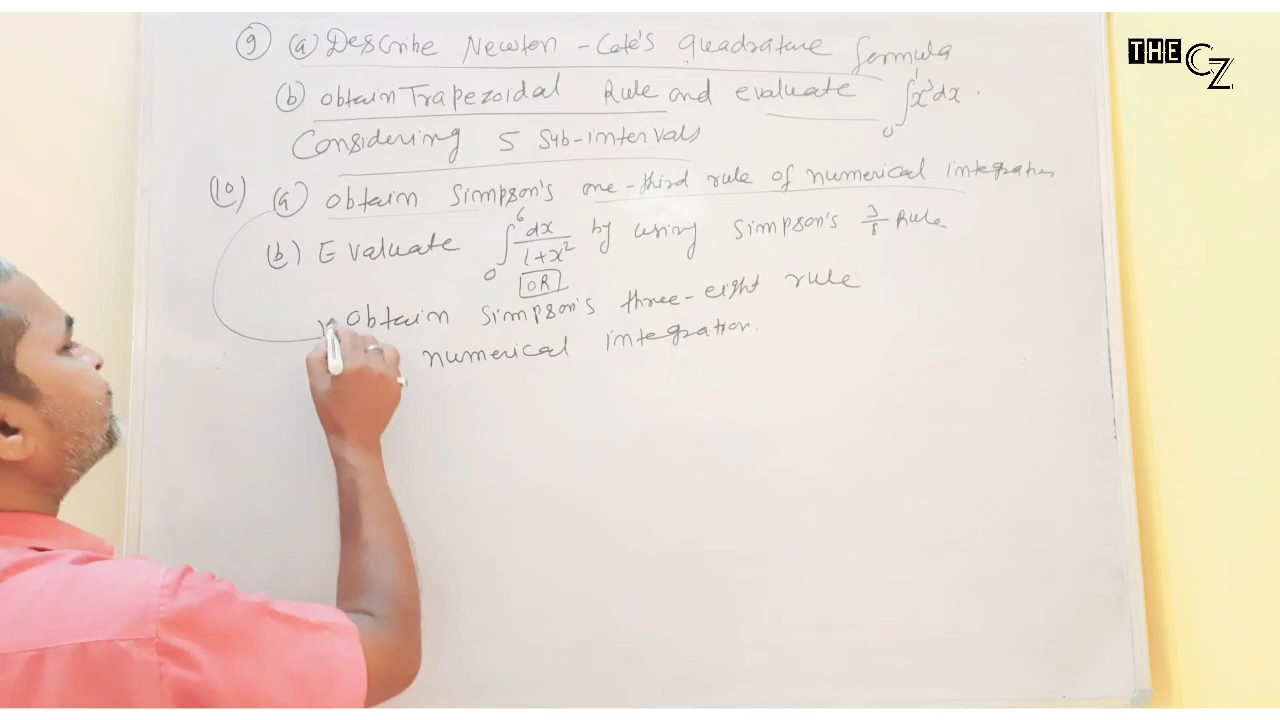 THE CZ
9 (a) Describe Newton - Cote's quadrature formula
(b) obtain Trapezoidal Rule and evaluate ∫₀¹ x³ dx.
Considering 5 Sub-intervals
(10) (a) obtain Simpson's one-third rule of numerical integration
(b) Evaluate ∫₀⁶ dx/(1+x²) by using Simpson's 3/8 Rule
OR
obtain Simpson's three-eight rule
numerical integration.